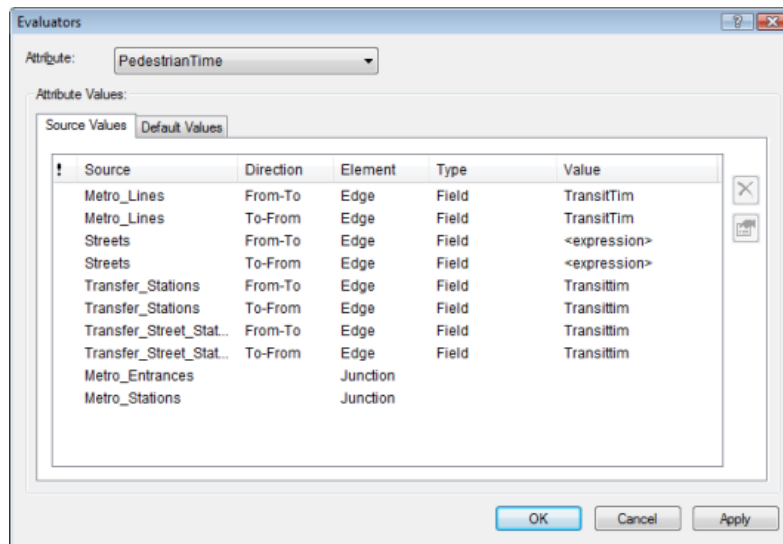 Evaluators
Attribute: PedestrianTime
Attribute Values:
Source Values Default Values
! Source Direction Element Type Value
Metro_Lines From-To Edge Field TransitTim
Metro_Lines To-From Edge Field TransitTim
Streets From-To Edge Field <expression>
Streets To-From Edge Field <expression>
Transfer_Stations From-To Edge Field Transittim
Transfer_Stations To-From Edge Field Transittim
Transfer_Street_Stat... From-To Edge Field Transittim
Transfer_Street_Stat... To-From Edge Field Transittim
Metro_Entrances Junction
Metro_Stations Junction
OK Cancel Apply